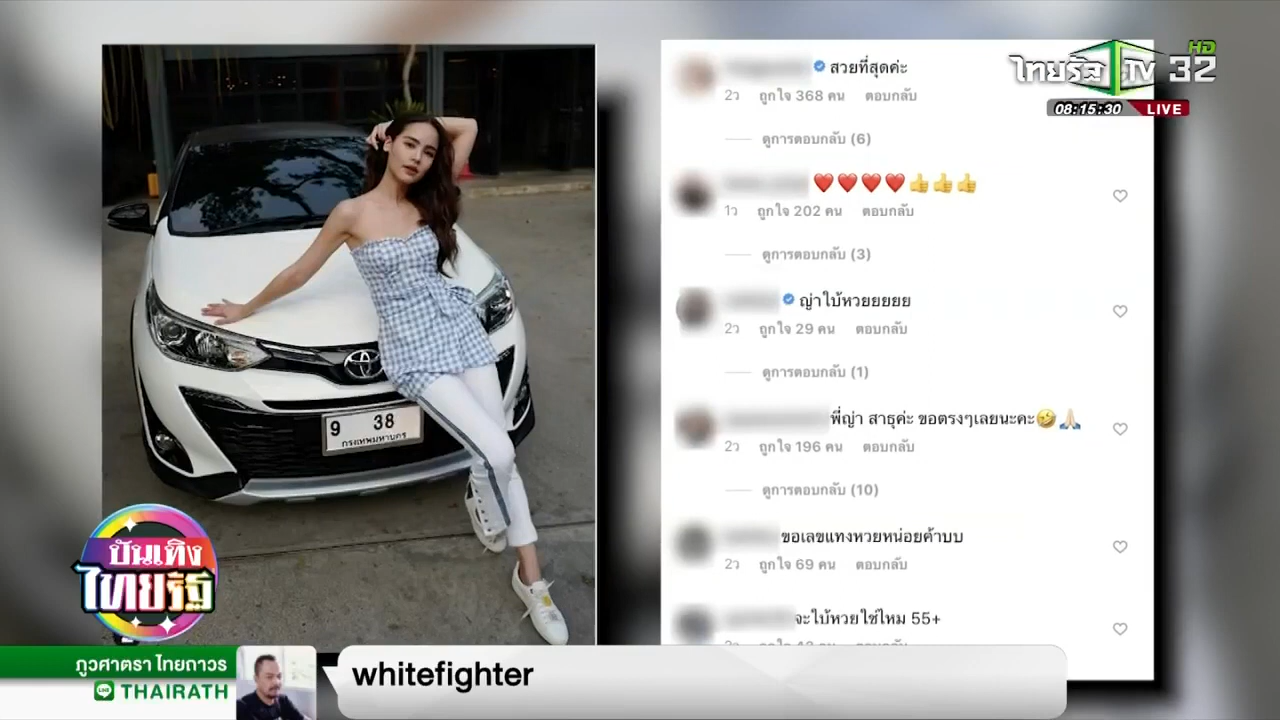 สวยที่สุดค่ะ
2ว ถูกใจ 368 คน ตอบกลับ
ดูการตอบกลับ (6)
❤️❤️❤️❤️👍👍👍
1ว ถูกใจ 202 คน ตอบกลับ
ดูการตอบกลับ (3)
ญ่าใบ้หวยยยยย
2ว ถูกใจ 29 คน ตอบกลับ
ดูการตอบกลับ (1)
พี่ญ่า สาธุค่ะ ขอตรงๆเลยนะคะ🤣🙏🏻
2ว ถูกใจ 196 คน ตอบกลับ
ดูการตอบกลับ (10)
ขอเลขแทงหวยหน่อยค้าบบ
2ว ถูกใจ 69 คน ตอบกลับ
จะใบ้หวยใช่ไหม 55+
ไทยรัฐ TV 32 HD
08:15:30 LIVE
9 38
กรุงเทพมหานคร
บันเทิง
ไทยรัฐ
ภูวศาตรา ไทยถาวร
LINE THAIRATH
whitefighter